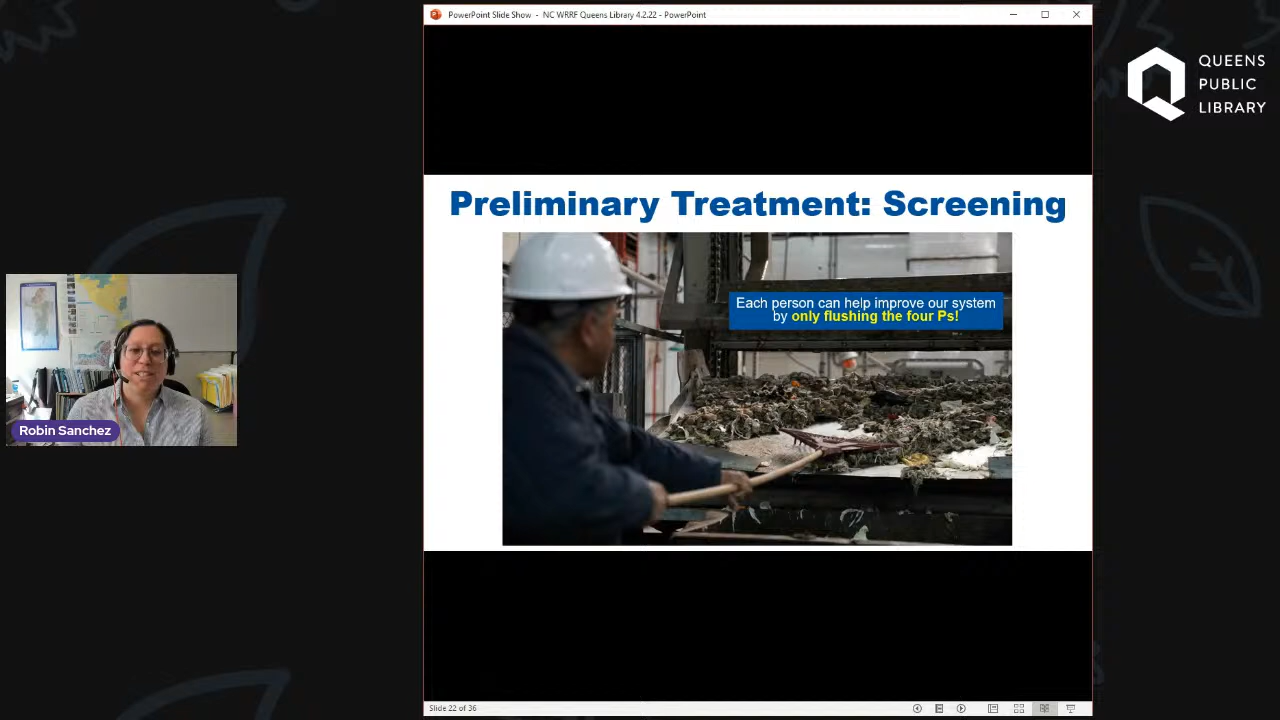 PowerPoint Slide Show - NC WRRF Queens Library 4.2.22 - PowerPoint
QUEENS
PUBLIC
LIBRARY
Preliminary Treatment: Screening
Each person can help improve our system
by only flushing the four Ps!
Robin Sanchez
Slide 22 of 36